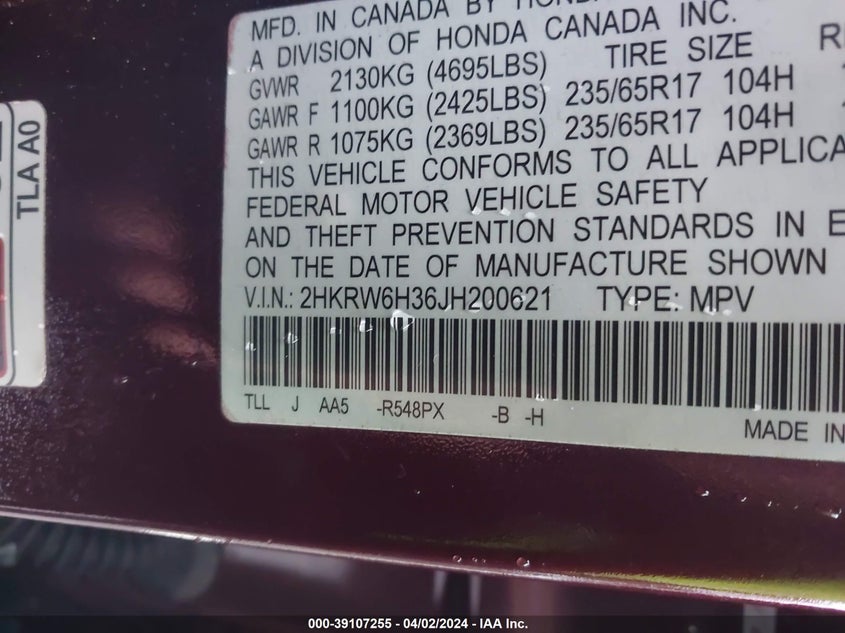 MFD. IN CANADA BY HONDA
A DIVISION OF HONDA CANADA INC.
GVWR 2130KG (4695LBS) TIRE SIZE
GAWR F 1100KG (2425LBS) 235/65R17 104H
GAWR R 1075KG (2369LBS) 235/65R17 104H
THIS VEHICLE CONFORMS TO ALL APPLICA
FEDERAL MOTOR VEHICLE SAFETY
AND THEFT PREVENTION STANDARDS IN E
ON THE DATE OF MANUFACTURE SHOWN
V.I.N.: 2HKRW6H36JH200621 TYPE: MPV
TLL J AA5 -R548PX -B -H
MADE IN
TLA A0
000-39107255 - 04/02/2024 - IAA Inc.